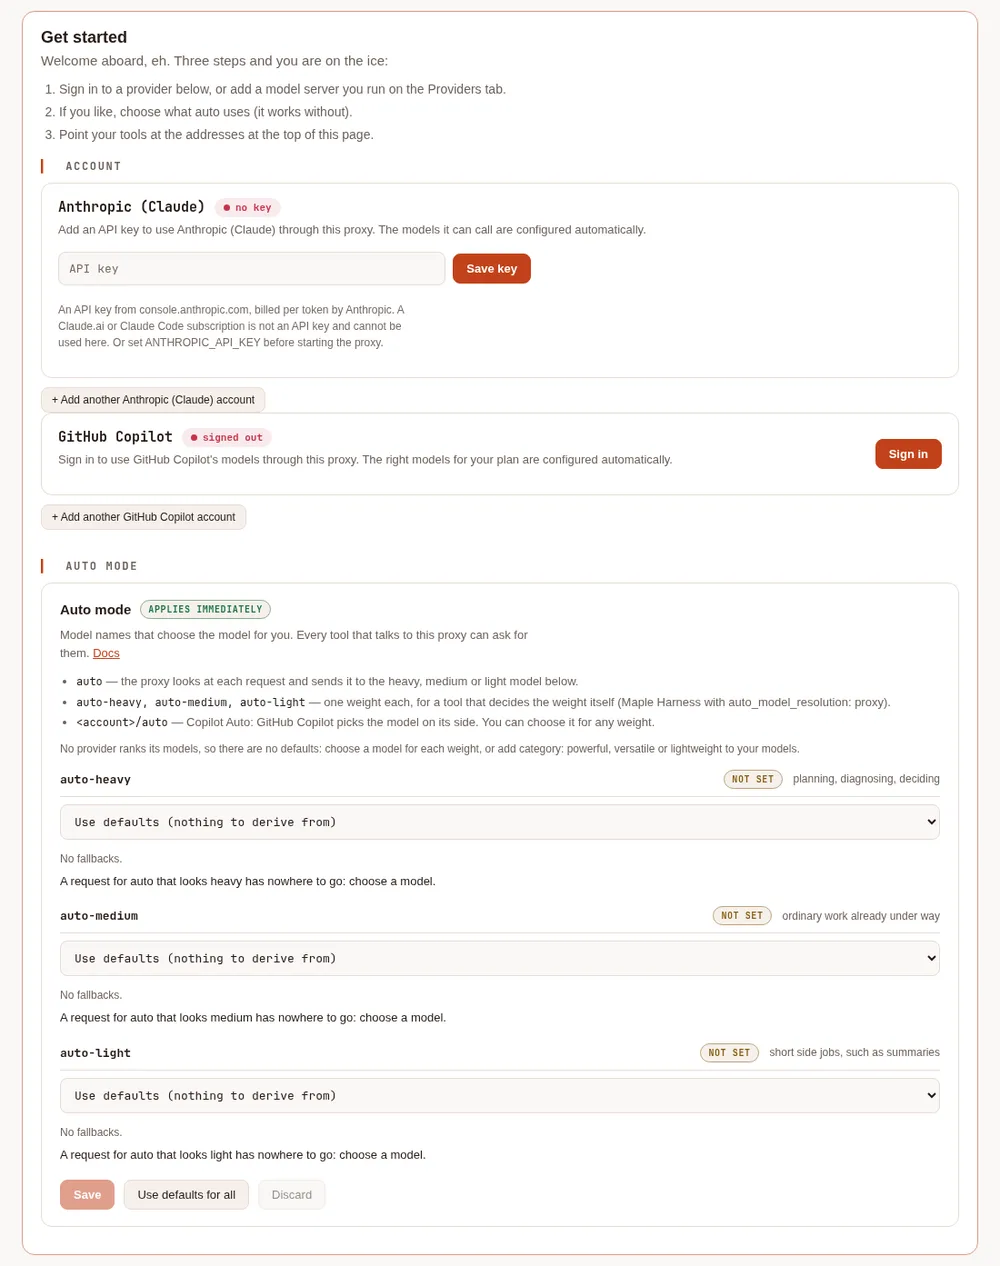 Get started
Welcome aboard, eh. Three steps and you are on the ice:
1. Sign in to a provider below, or add a model server you run on the Providers tab.
2. If you like, choose what auto uses (it works without).
3. Point your tools at the addresses at the top of this page.
ACCOUNT
Anthropic (Claude) no key
Add an API key to use Anthropic (Claude) through this proxy. The models it can call are configured automatically.
API key Save key
An API key from console.anthropic.com, billed per token by Anthropic. A
Claude.ai or Claude Code subscription is not an API key and cannot be
used here. Or set ANTHROPIC_API_KEY before starting the proxy.
+ Add another Anthropic (Claude) account
GitHub Copilot signed out
Sign in to use GitHub Copilot's models through this proxy. The right models for your plan are configured automatically.
Sign in
+ Add another GitHub Copilot account
AUTO MODE
Auto mode APPLIES IMMEDIATELY
Model names that choose the model for you. Every tool that talks to this proxy can ask for
them. Docs
• auto — the proxy looks at each request and sends it to the heavy, medium or light model below.
• auto-heavy, auto-medium, auto-light — one weight each, for a tool that decides the weight itself (Maple Harness with auto_model_resolution: proxy).
• <account>/auto — Copilot Auto: GitHub Copilot picks the model on its side. You can choose it for any weight.
No provider ranks its models, so there are no defaults: choose a model for each weight, or add category: powerful, versatile or lightweight to your models.
auto-heavy NOT SET planning, diagnosing, deciding
Use defaults (nothing to derive from)
No fallbacks.
A request for auto that looks heavy has nowhere to go: choose a model.
auto-medium NOT SET ordinary work already under way
Use defaults (nothing to derive from)
No fallbacks.
A request for auto that looks medium has nowhere to go: choose a model.
auto-light NOT SET short side jobs, such as summaries
Use defaults (nothing to derive from)
No fallbacks.
A request for auto that looks light has nowhere to go: choose a model.
Save Use defaults for all Discard